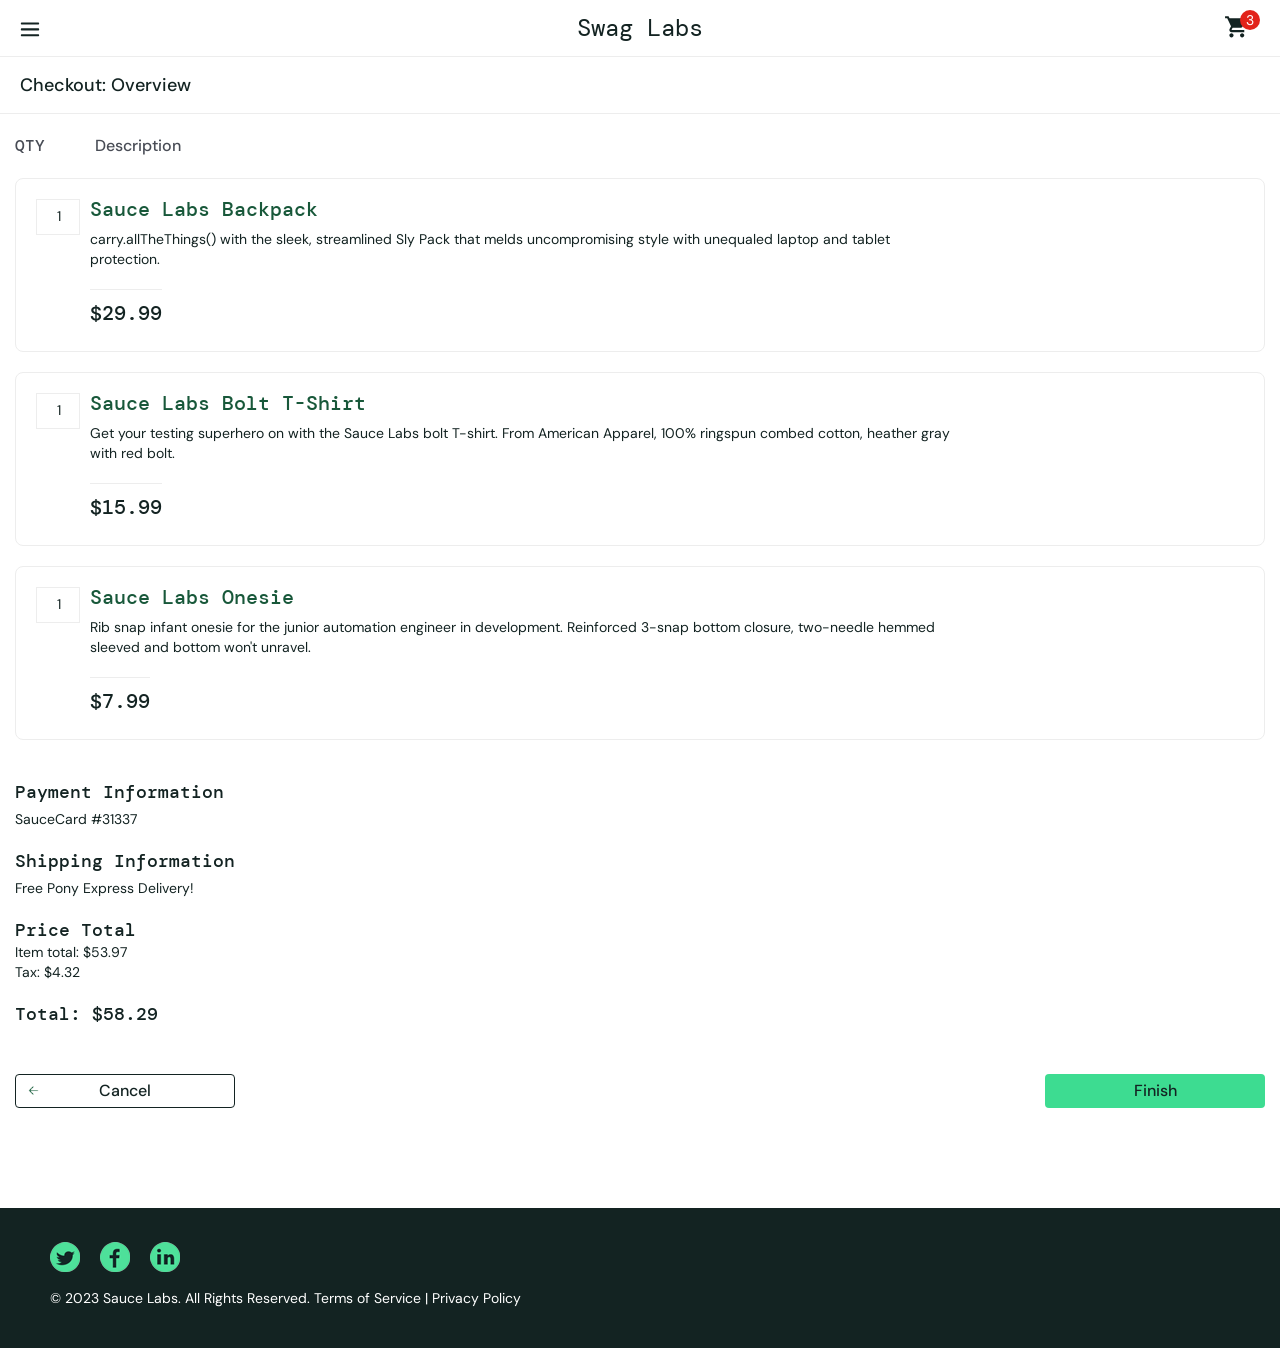 Swag Labs
3
Checkout: Overview
QTY Description
1
Sauce Labs Backpack
carry.allTheThings() with the sleek, streamlined Sly Pack that melds uncompromising style with unequaled laptop and tablet
protection.
$29.99
1
Sauce Labs Bolt T-Shirt
Get your testing superhero on with the Sauce Labs bolt T-shirt. From American Apparel, 100% ringspun combed cotton, heather gray
with red bolt.
$15.99
1
Sauce Labs Onesie
Rib snap infant onesie for the junior automation engineer in development. Reinforced 3-snap bottom closure, two-needle hemmed
sleeved and bottom won't unravel.
$7.99
Payment Information
SauceCard #31337
Shipping Information
Free Pony Express Delivery!
Price Total
Item total: $53.97
Tax: $4.32
Total: $58.29
Cancel
Finish
© 2023 Sauce Labs. All Rights Reserved. Terms of Service | Privacy Policy